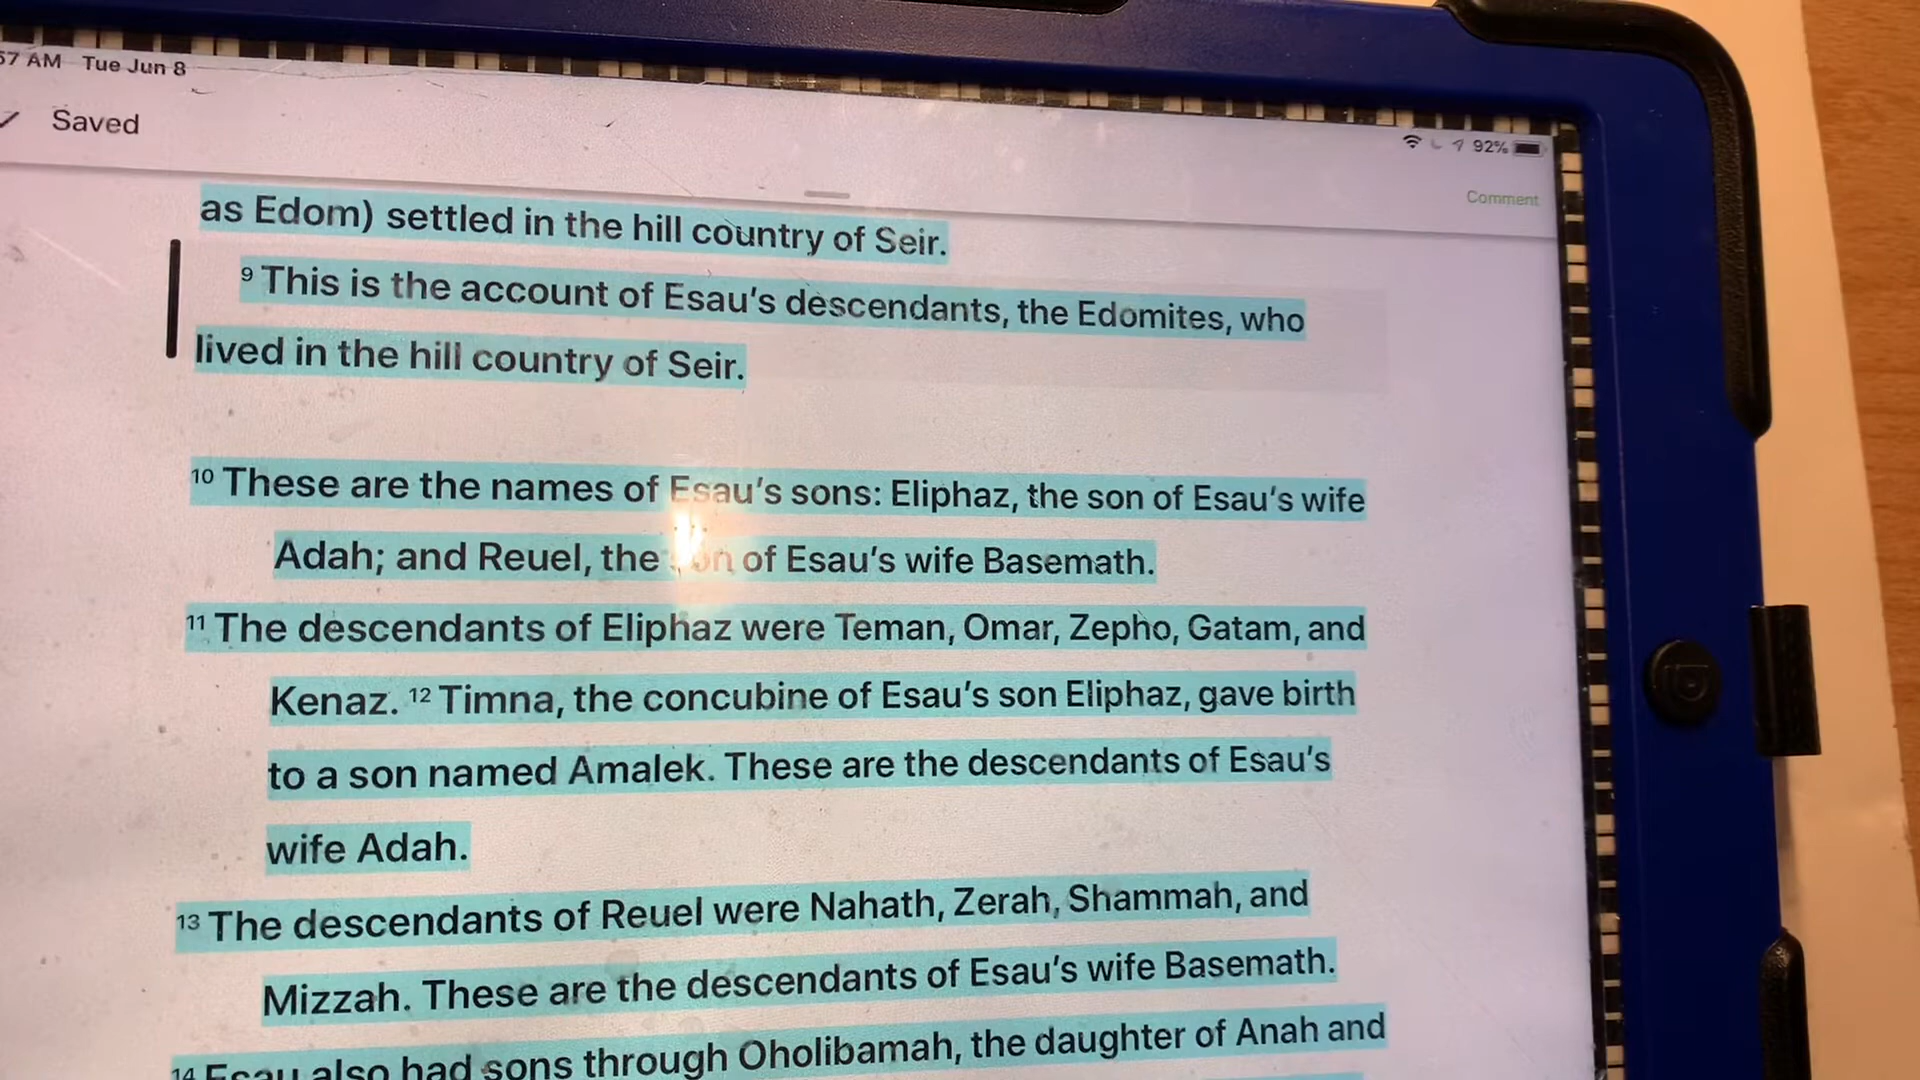 57 AM Tue Jun 8
Saved
92%
Comment
as Edom) settled in the hill country of Seir.
9 This is the account of Esau's descendants, the Edomites, who
lived in the hill country of Seir.
10 These are the names of Esau's sons: Eliphaz, the son of Esau's wife
Adah; and Reuel, the son of Esau's wife Basemath.
11 The descendants of Eliphaz were Teman, Omar, Zepho, Gatam, and
Kenaz. 12 Timna, the concubine of Esau's son Eliphaz, gave birth
to a son named Amalek. These are the descendants of Esau's
wife Adah.
13 The descendants of Reuel were Nahath, Zerah, Shammah, and
Mizzah. These are the descendants of Esau's wife Basemath.
14 Esau also had sons through Oholibamah, the daughter of Anah and